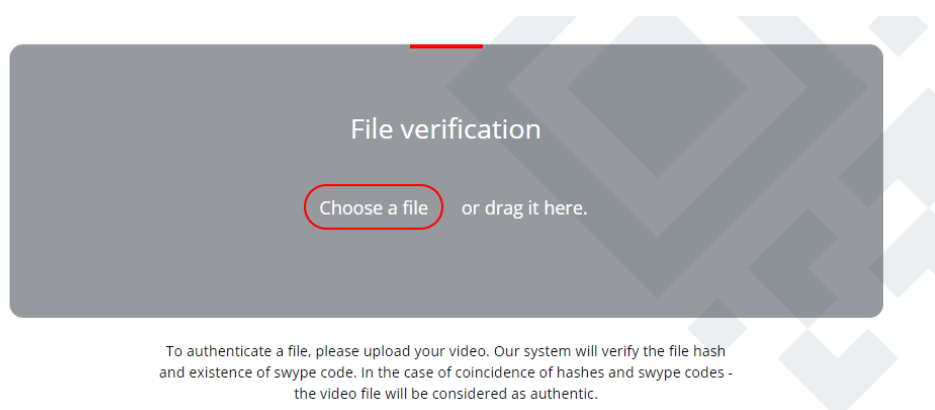 File verification
Choose a file or drag it here.
To authenticate a file, please upload your video. Our system will verify the file hash
and existence of swype code. In the case of coincidence of hashes and swype codes -
the video file will be considered as authentic.